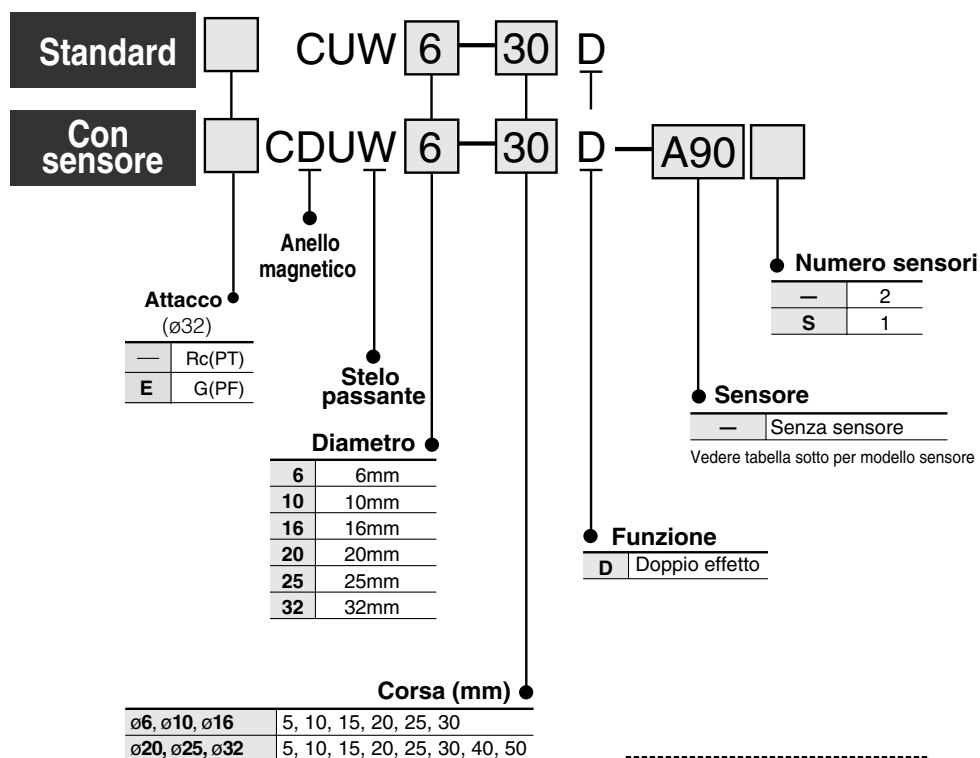 Standard CUW 6 30 D
Con sensore CDUW 6 30 D A90
Anello
magnetico
Numero sensori
— 2
S 1
Attacco
(ø32)
— Rc(PT)
E G(PF)
Stelo
passante
Sensore
— Senza sensore
Vedere tabella sotto per modello sensore
Diametro
6 6mm
10 10mm
16 16mm
20 20mm
25 25mm
32 32mm
Funzione
D Doppio effetto
Corsa (mm)
ø6, ø10, ø16 5, 10, 15, 20, 25, 30
ø20, ø25, ø32 5, 10, 15, 20, 25, 30, 40, 50